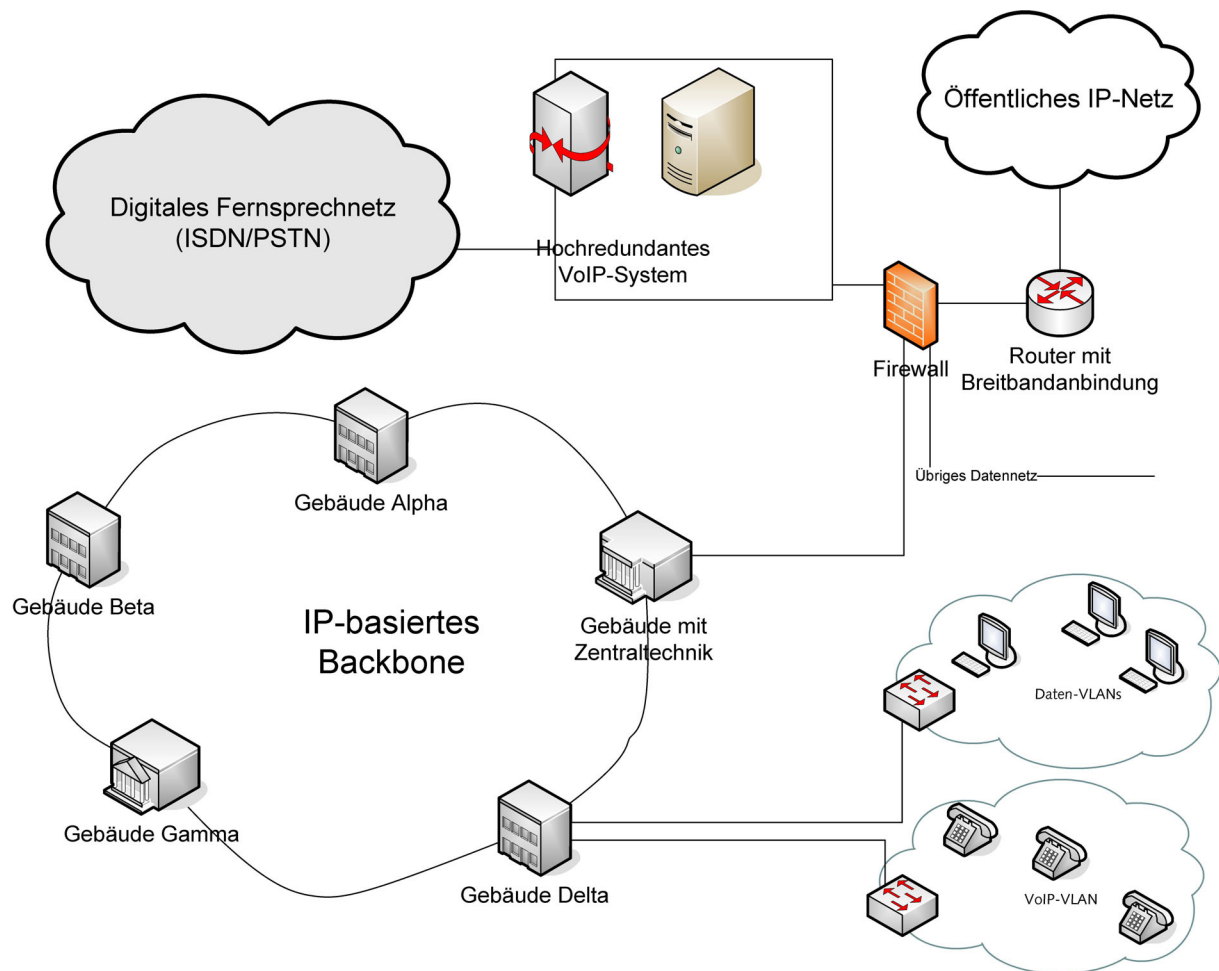 Öffentliches IP-Netz
Digitales Fernsprechnetz
(ISDN/PSTN)
Hochredundantes
VoIP-System
Firewall
Router mit
Breitbandanbindung
Übriges Datennetz
Gebäude Alpha
Gebäude Beta
IP-basiertes
Backbone
Gebäude mit
Zentraltechnik
Daten-VLANs
Gebäude Gamma
Gebäude Delta
VoIP-VLAN